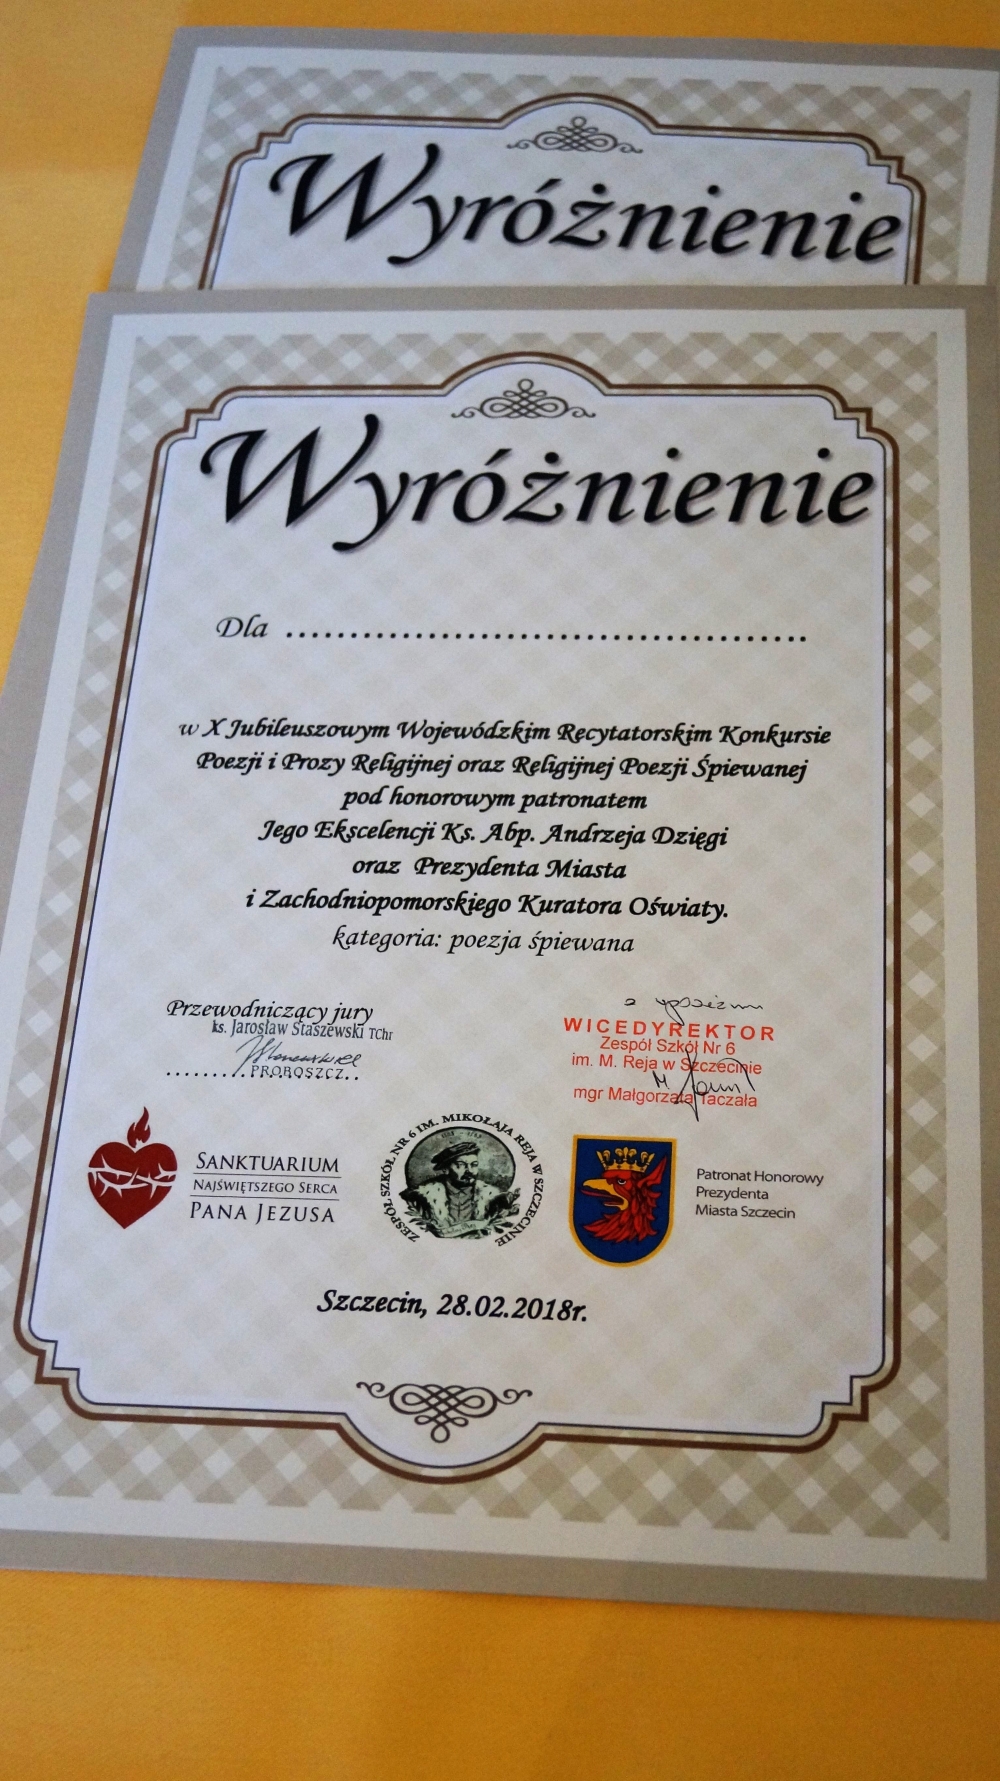 Wyróżnienie
Wyróżnienie
Dla ........................................
w X Jubileuszowym Wojewódzkim Recytatorskim Konkursie
Poezji i Prozy Religijnej oraz Religijnej Poezji Śpiewanej
pod honorowym patronatem
Jego Ekscelencji Ks. Abp. Andrzeja Dzięgi
oraz Prezydenta Miasta
i Zachodniopomorskiego Kuratora Oświaty.
kategoria: poezja śpiewana
Przewodniczący jury
ks. Jarosław Staszewski TChr
PROBOSZCZ
WICEDYREKTOR
Zespół Szkół Nr 6
im. M. Reja w Szczecinie
mgr Małgorzata Taczała
SANKTUARIUM
NAJŚWIĘTSZEGO SERCA
PANA JEZUSA
ZESPÓŁ SZKÓŁ NR 6 IM. MIKOŁAJA REJA W SZCZECINIE
Patronat Honorowy
Prezydenta
Miasta Szczecin
Szczecin, 28.02.2018r.